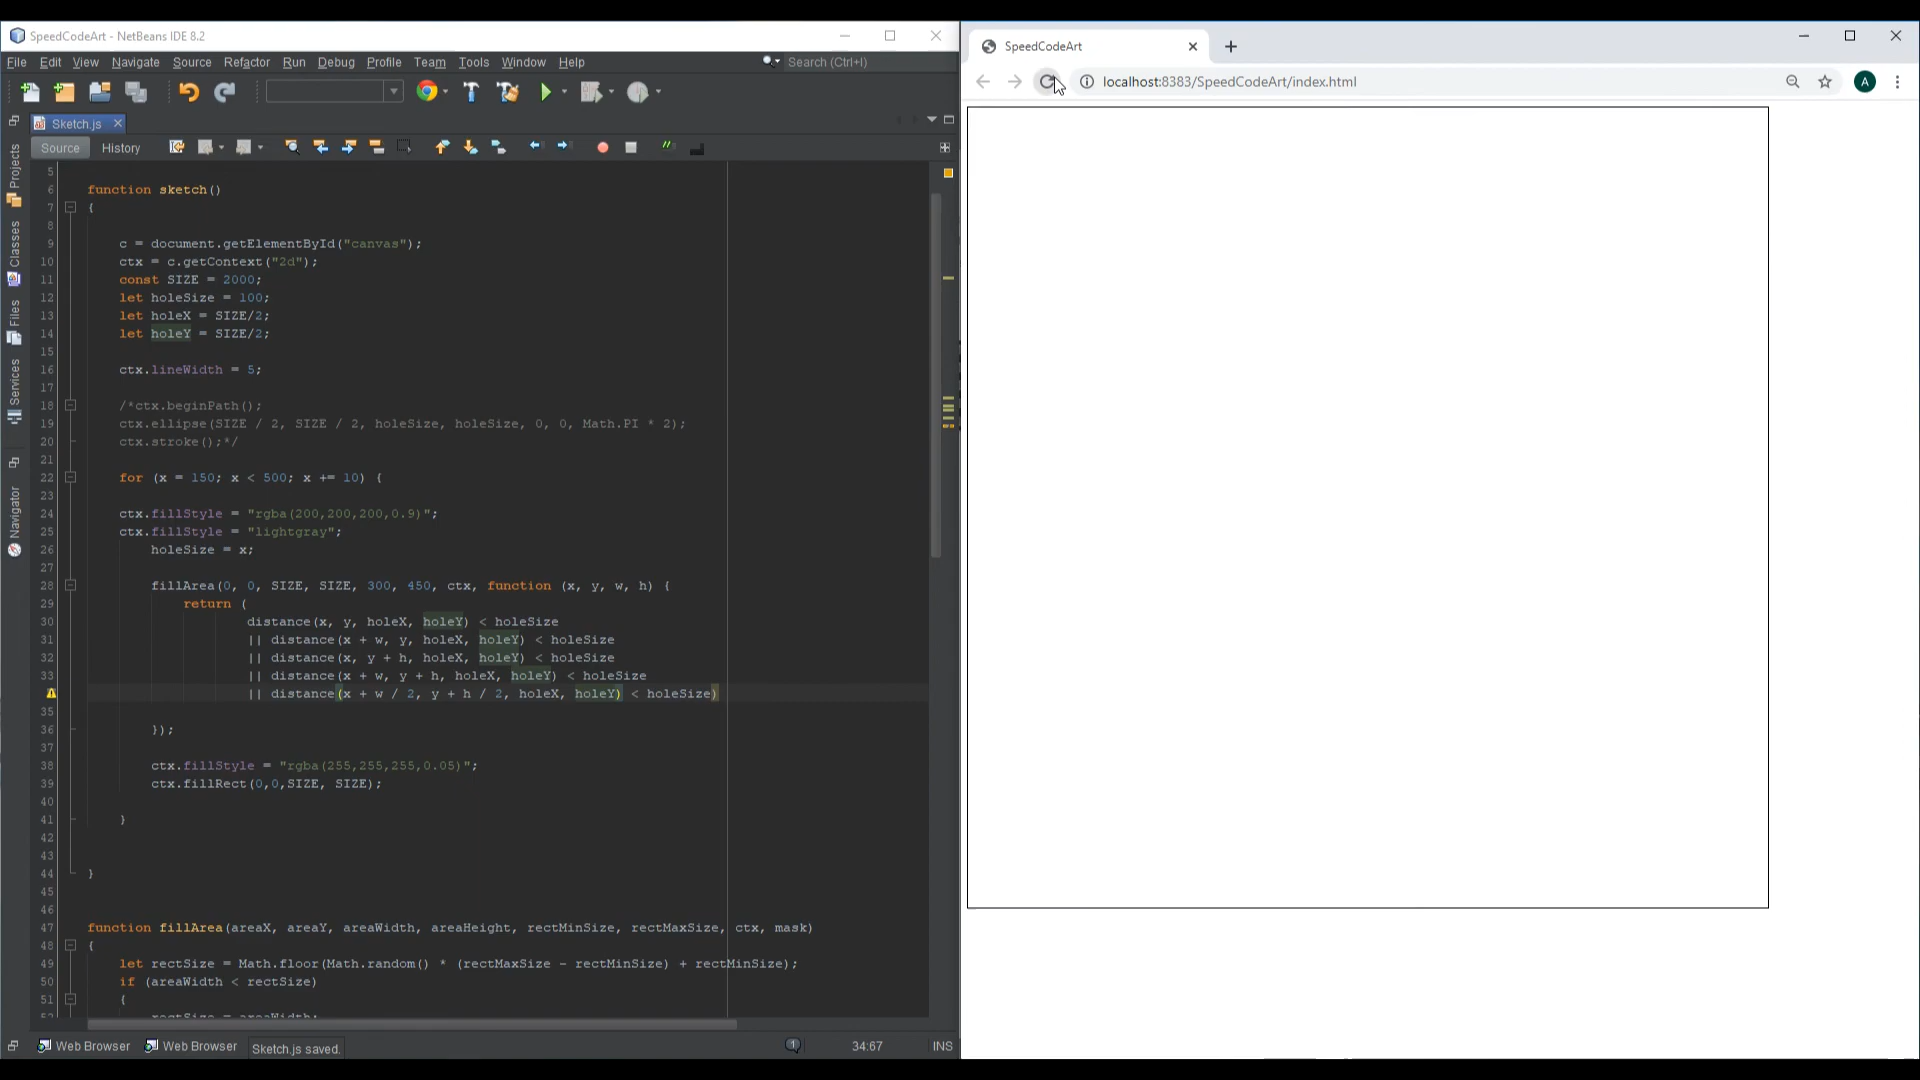 SpeedCodeArt - NetBeans IDE 8.2
File Edit View Navigate Source Refactor Run Debug Profile Team Tools Window Help
Search (Ctrl+I)
Sketch.js
Source History
Projects
Classes
Files
Services
Navigator
5
6 function sketch()
7 {
8
9 c = document.getElementById("canvas");
10 ctx = c.getContext("2d");
11 const SIZE = 2000;
12 let holeSize = 100;
13 let holeX = SIZE/2;
14 let holeY = SIZE/2;
15
16 ctx.lineWidth = 5;
17
18 /*ctx.beginPath();
19 ctx.ellipse(SIZE / 2, SIZE / 2, holeSize, holeSize, 0, 0, Math.PI * 2);
20 ctx.stroke();*/
21
22 for (x = 150; x < 500; x += 10) {
23
24 ctx.fillStyle = "rgba(200,200,200,0.9)";
25 ctx.fillStyle = "lightgray";
26 holeSize = x;
27
28 fillArea(0, 0, SIZE, SIZE, 300, 450, ctx, function (x, y, w, h) {
29 return (
30 distance(x, y, holeX, holeY) < holeSize
31 || distance(x + w, y, holeX, holeY) < holeSize
32 || distance(x, y + h, holeX, holeY) < holeSize
33 || distance(x + w, y + h, holeX, holeY) < holeSize
|| distance(x + w / 2, y + h / 2, holeX, holeY) < holeSize)
35
36 });
37
38 ctx.fillStyle = "rgba(255,255,255,0.05)";
39 ctx.fillRect(0,0,SIZE, SIZE);
40
41 }
42
43
44 }
45
46
47 function fillArea(areaX, areaY, areaWidth, areaHeight, rectMinSize, rectMaxSize, ctx, mask)
48 {
49 let rectSize = Math.floor(Math.random() * (rectMaxSize - rectMinSize) + rectMinSize);
50 if (areaWidth < rectSize)
51 {
52 rectSize = areaWidth;
Web Browser Web Browser Sketch.js saved. 1 34:67 INS
SpeedCodeArt
localhost:8383/SpeedCodeArt/index.html
A